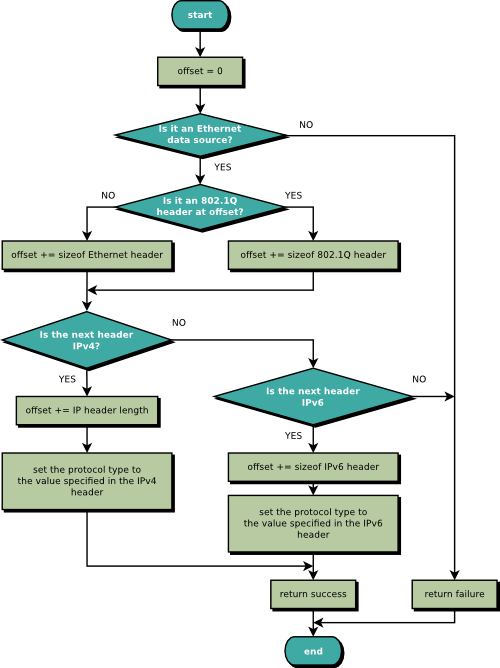 start
offset = 0
Is it an Ethernet
data source?
NO
YES
Is it an 802.1Q
header at offset?
NO
YES
offset += sizeof Ethernet header
offset += sizeof 802.1Q header
Is the next header
IPv4?
NO
YES
Is the next header
IPv6
NO
YES
offset += IP header length
offset += sizeof IPv6 header
set the protocol type to
the value specified in the IPv4
header
set the protocol type to
the value specified in the IPv6
header
return success
return failure
end